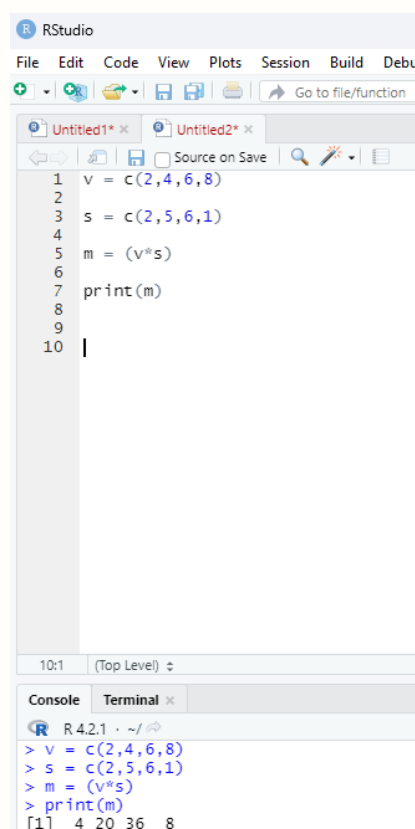 RStudio
File Edit Code View Plots Session Build Debu
Go to file/function
Untitled1* × Untitled2* ×
Source on Save
1 v = c(2,4,6,8)
2
3 s = c(2,5,6,1)
4
5 m = (v*s)
6
7 print(m)
8
9
10
10:1 (Top Level)
Console Terminal ×
R 4.2.1 · ~/
> v = c(2,4,6,8)
> s = c(2,5,6,1)
> m = (v*s)
> print(m)
[1] 4 20 36 8